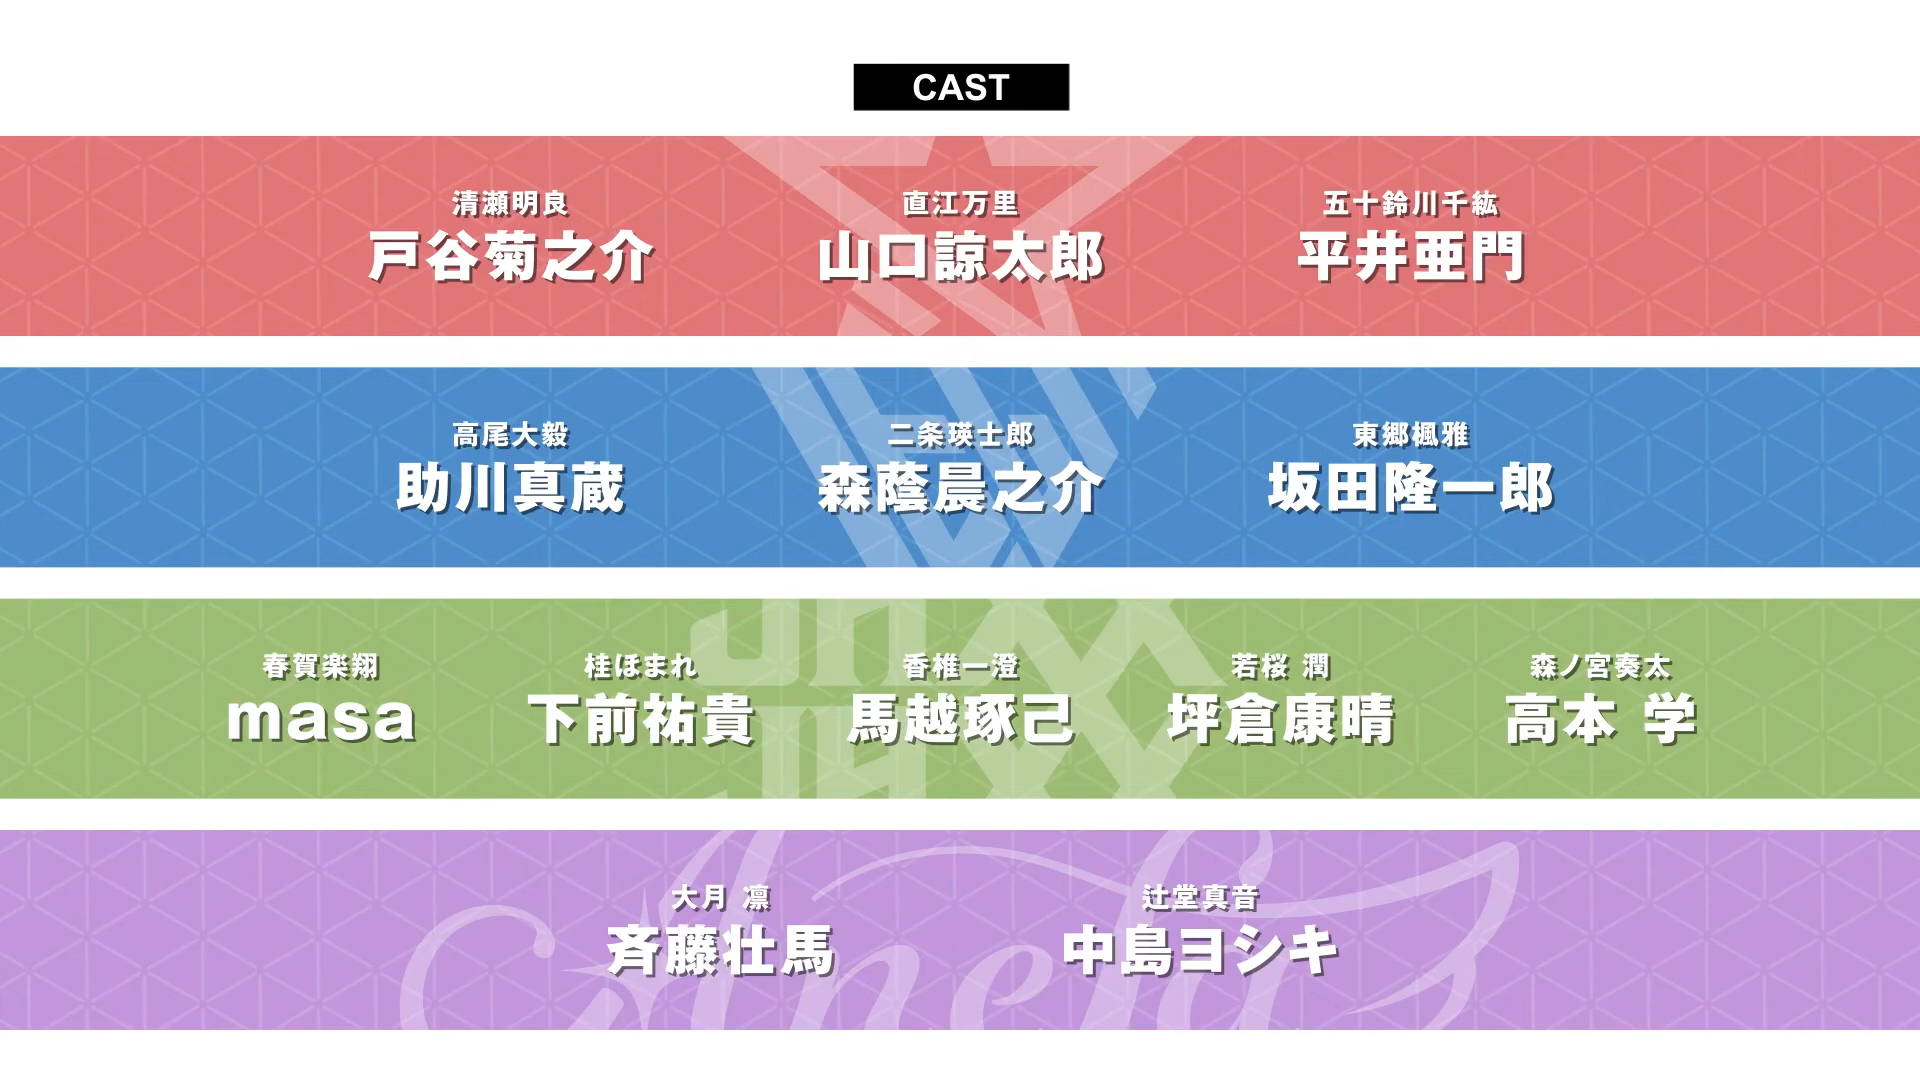 CAST
清瀬明良 直江万里 五十鈴川千紘
戸谷菊之介 山口諒太郎 平井亜門
高尾大毅 二条瑛士郎 東郷楓雅
助川真蔵 森蔭晨之介 坂田隆一郎
春賀楽翔 桂ほまれ 香椎一澄 若桜 潤 森ノ宮奏太
masa 下前祐貴 馬越琢己 坪倉康晴 高本 学
大月 凛 辻堂真音
斉藤壮馬 中島ヨシキ